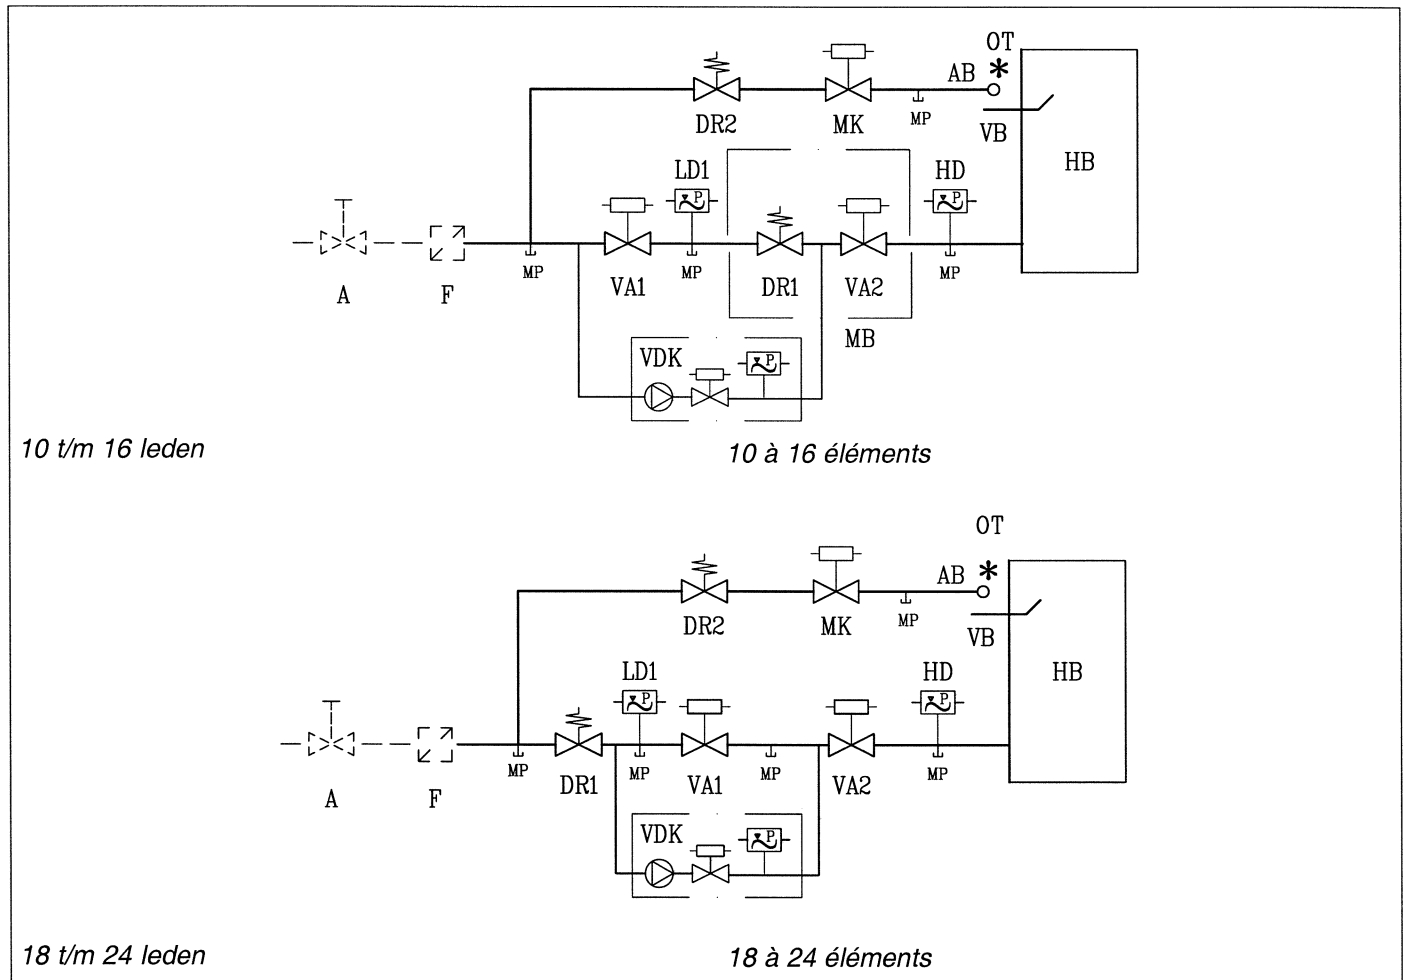 OT
AB *
DR2 MK MP VB
HB
LD1 HD
P P
MP VA1 MP DR1 VA2 MP
A F
MB
VDK P
10 t/m 16 leden 10 à 16 éléments
OT
AB *
DR2 MK MP VB
HB
LD1 HD
P P
MP DR1 MP VA1 MP VA2 MP
A F
VDK P
18 t/m 24 leden 18 à 24 éléments